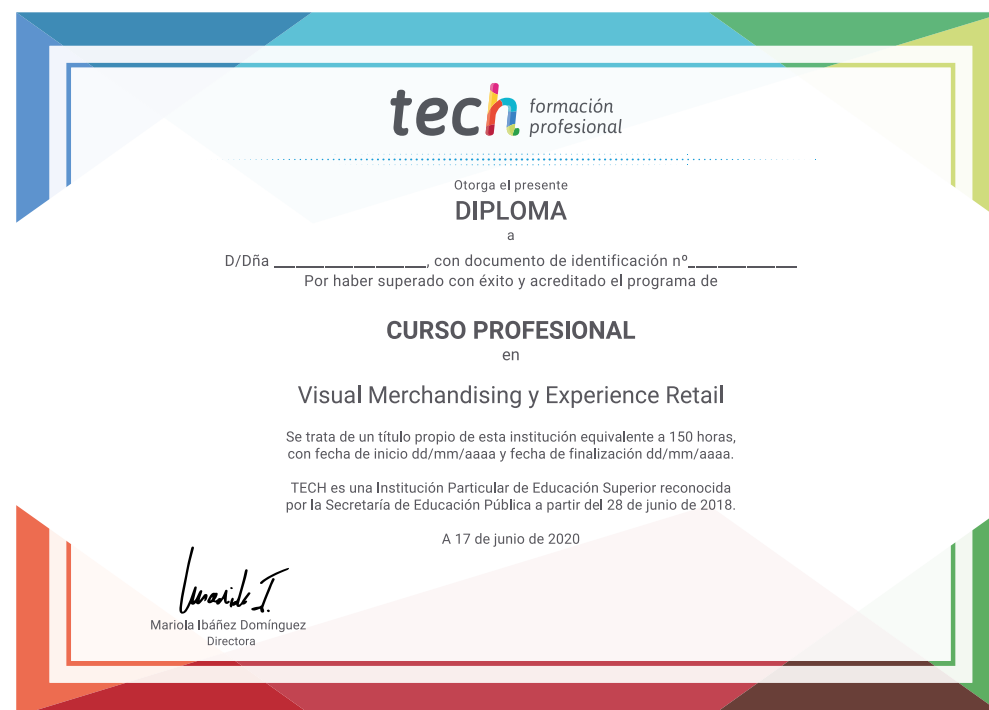 tech formación
profesional
Otorga el presente
DIPLOMA
a
D/Dña ____________________, con documento de identificación nº______________
Por haber superado con éxito y acreditado el programa de
CURSO PROFESIONAL
en
Visual Merchandising y Experience Retail
Se trata de un título propio de esta institución equivalente a 150 horas,
con fecha de inicio dd/mm/aaaa y fecha de finalización dd/mm/aaaa.
TECH es una Institución Particular de Educación Superior reconocida
por la Secretaría de Educación Pública a partir del 28 de junio de 2018.
A 17 de junio de 2020
Mariola Ibáñez Domínguez
Directora